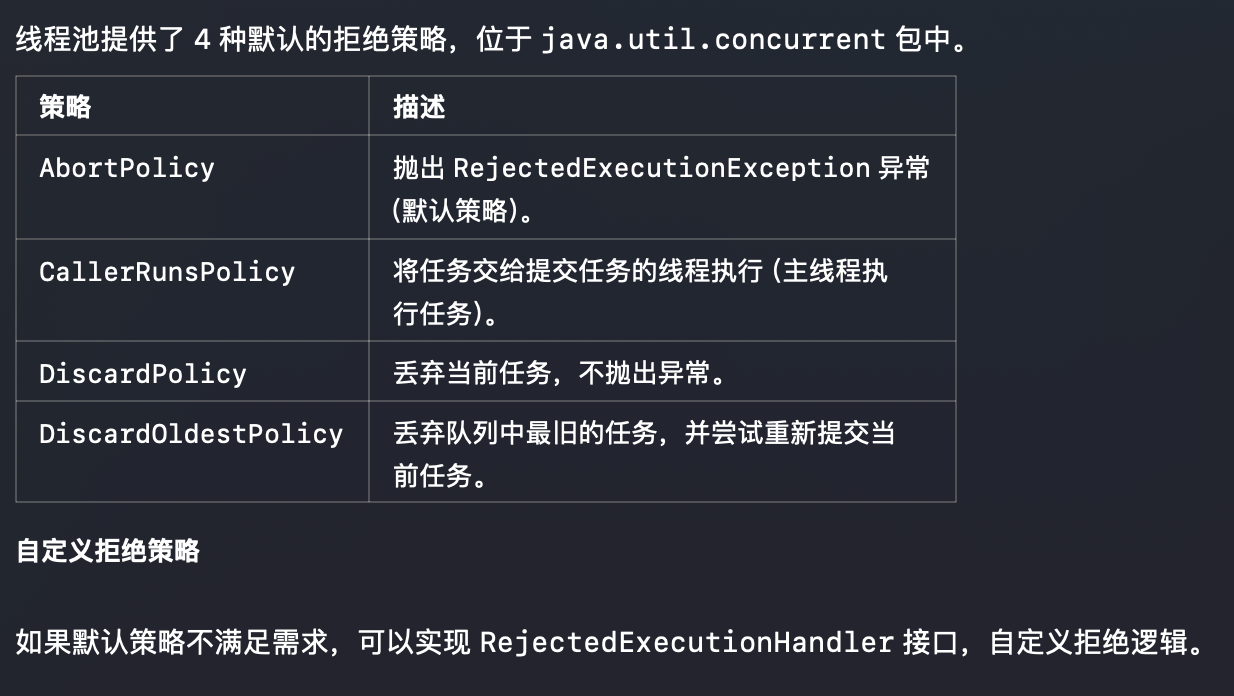 线程池提供了 4 种默认的拒绝策略，位于 java.util.concurrent 包中。
策略
描述
AbortPolicy
抛出 RejectedExecutionException 异常
(默认策略)。
CallerRunsPolicy
将任务交给提交任务的线程执行 (主线程执
行任务)。
DiscardPolicy
丢弃当前任务，不抛出异常。
DiscardOldestPolicy
丢弃队列中最旧的任务，并尝试重新提交当
前任务。
自定义拒绝策略
如果默认策略不满足需求，可以实现 RejectedExecutionHandler 接口，自定义拒绝逻辑。